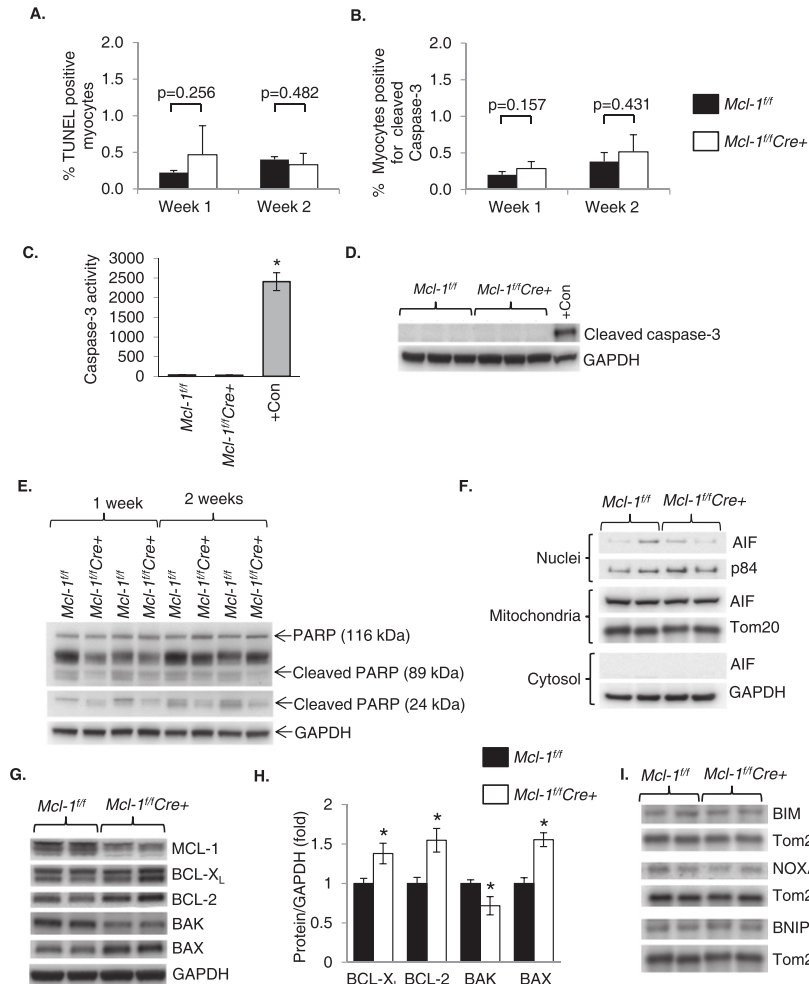 A.
B.
% TUNEL positive
myocytes
2.0
1.5
1.0
0.5
0.0
p=0.256
p=0.482
Week 1
Week 2
% Myocytes positive
for cleaved
Caspase-3
2.0
1.5
1.0
0.5
0.0
p=0.157
p=0.431
Week 1
Week 2
Mcl-1f/f
Mcl-1f/fCre+
C.
Caspase-3 activity
3000
2500
2000
1500
1000
500
0
*
Mcl-1f/f
Mcl-1f/fCre+
+Con
D.
Mcl-1f/f
Mcl-1f/fCre+
+Con
Cleaved caspase-3
GAPDH
E.
1 week
2 weeks
Mcl-1f/f
Mcl-1f/fCre+
Mcl-1f/f
Mcl-1f/fCre+
Mcl-1f/f
Mcl-1f/fCre+
Mcl-1f/f
Mcl-1f/fCre+
PARP (116 kDa)
Cleaved PARP (89 kDa)
Cleaved PARP (24 kDa)
GAPDH
F.
Mcl-1f/f
Mcl-1f/fCre+
Nuclei
AIF
p84
Mitochondria
AIF
Tom20
Cytosol
AIF
GAPDH
G.
Mcl-1f/f
Mcl-1f/fCre+
MCL-1
BCL-XL
BCL-2
BAK
BAX
GAPDH
H.
Mcl-1f/f
Mcl-1f/fCre+
Protein/GAPDH (fold)
2
1.5
1
0.5
0
*
*
*
*
BCL-XL
BCL-2
BAK
BAX
I.
Mcl-1f/f
Mcl-1f/fCre+
BIM
Tom2
NOX
Tom2
BNIP
Tom2